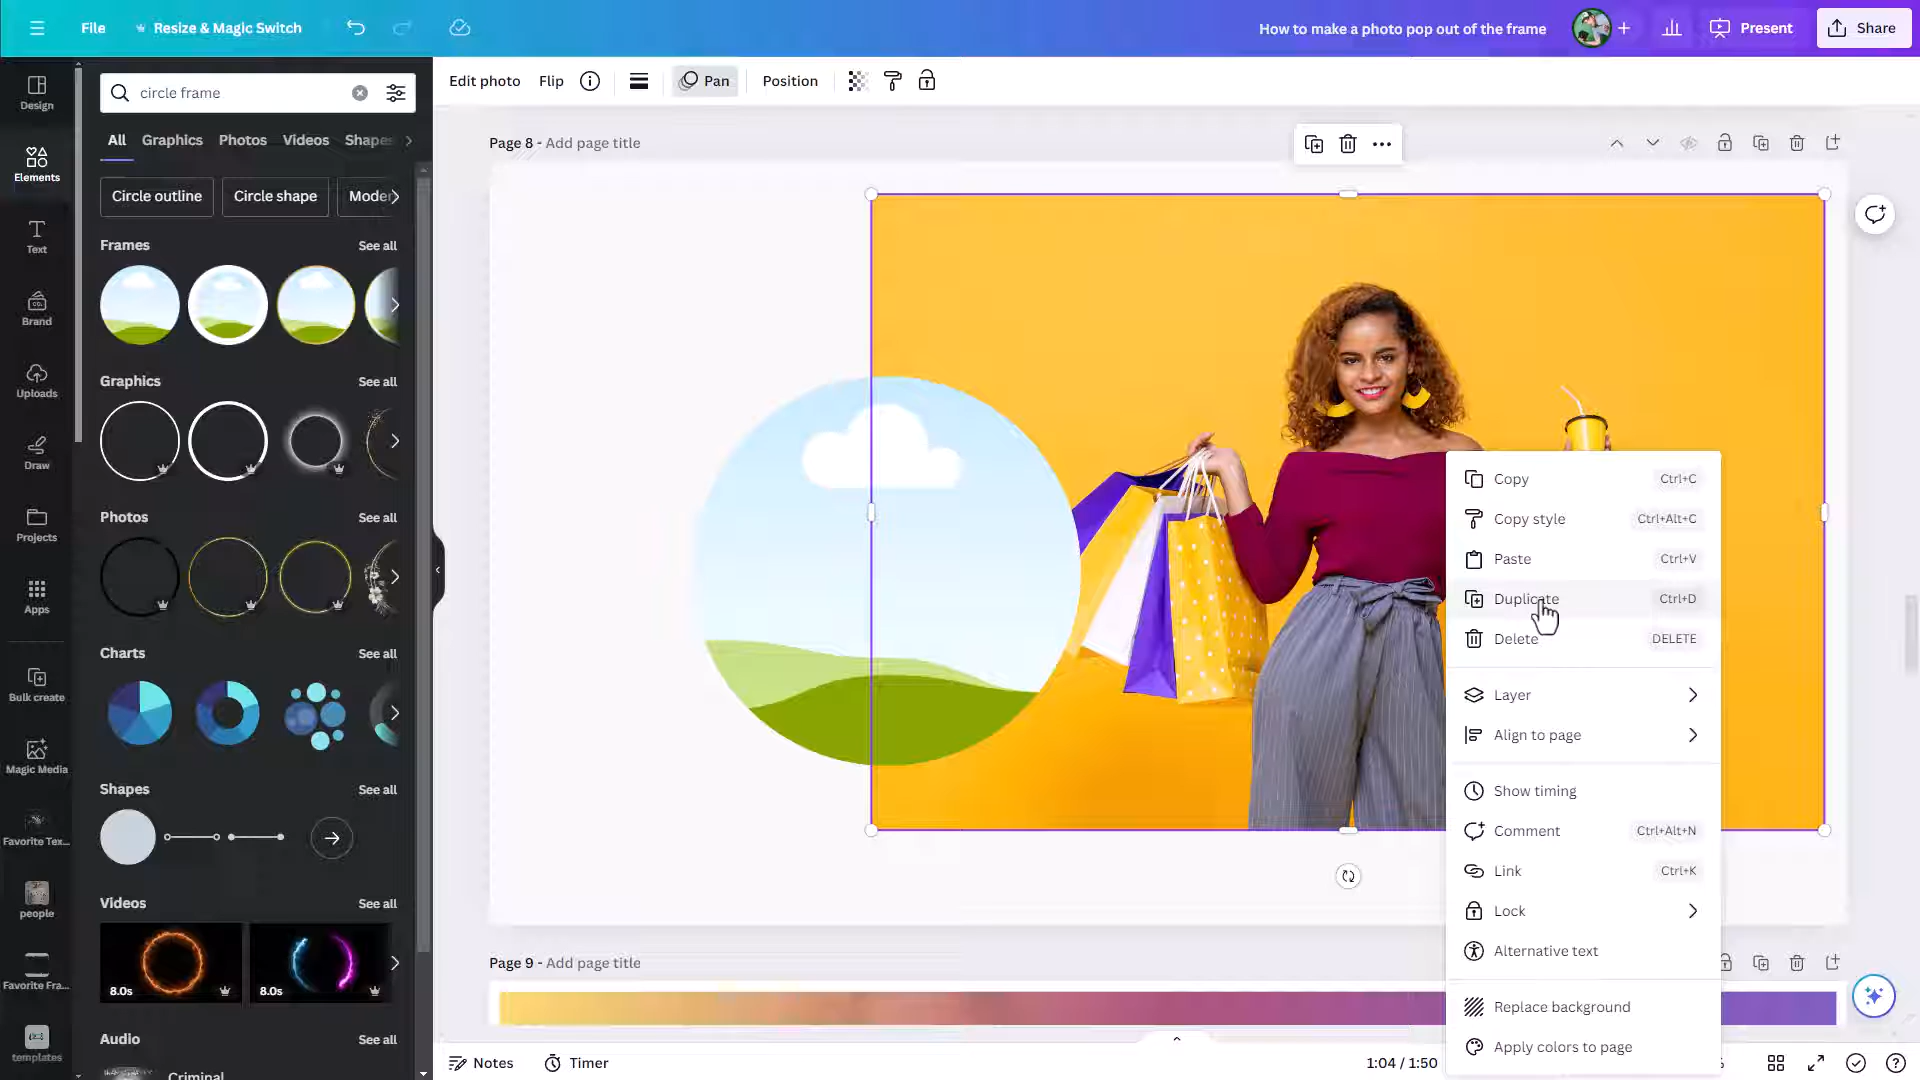 File
Resize & Magic Switch
How to make a photo pop out of the frame
Present
Share
Design
Elements
Text
Brand
Uploads
Draw
Projects
Apps
Bulk create
Magic Media
Favorite Tex...
people
Favorite Fra...
templates
circle frame
All Graphics Photos Videos Shapes
Circle outline
Circle shape
Frames See all
Graphics See all
Photos See all
Charts See all
Shapes See all
Videos See all
8.0s
8.0s
Audio See all
Criminal
Edit photo Flip Pan Position
Page 8 - Add page title
Copy Ctrl+C
Copy style Ctrl+Alt+C
Paste Ctrl+V
Duplicate Ctrl+D
Delete DELETE
Layer
Align to page
Show timing
Comment Ctrl+Alt+N
Link Ctrl+K
Lock
Alternative text
Replace background
Apply colors to page
Page 9 - Add page title
Notes Timer 1:04 / 1:50